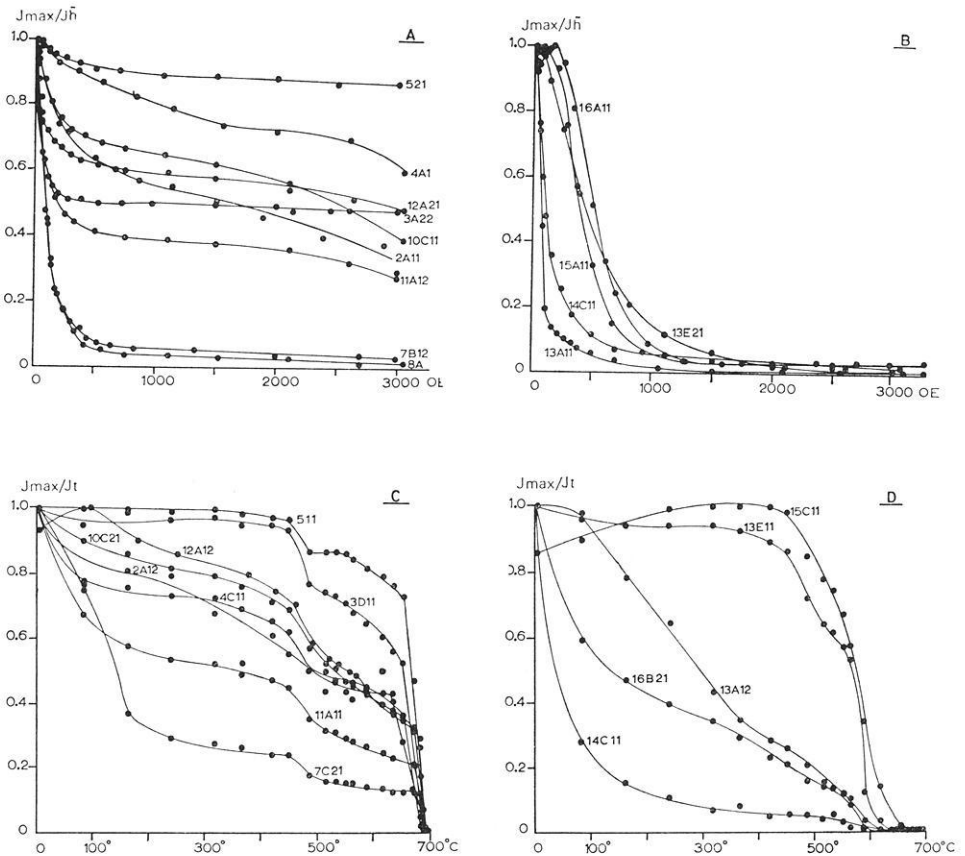 Jmax/Jh̄
A
1.0
0.8
0.6
0.4
0.2
0
521
4A1
12A21
3A22
10C11
2A11
11A12
7B12
8A
0
1000
2000
3000 OE
Jmax/Jh̄
B
1.0
0.8
0.6
0.4
0.2
0
16A11
15A11
14C11
13A11
13E21
0
1000
2000
3000 OE
Jmax/Jt
C
1.0
0.8
0.6
0.4
0.2
0
511
10C21
12A12
2A12
4C11
3D11
11A11
7C21
100°
300°
500°
700°C
Jmax/Jt
D
1.0
0.8
0.6
0.4
0.2
0
15C11
13E11
16B21
13A12
14C11
100°
300°
500°
700°C